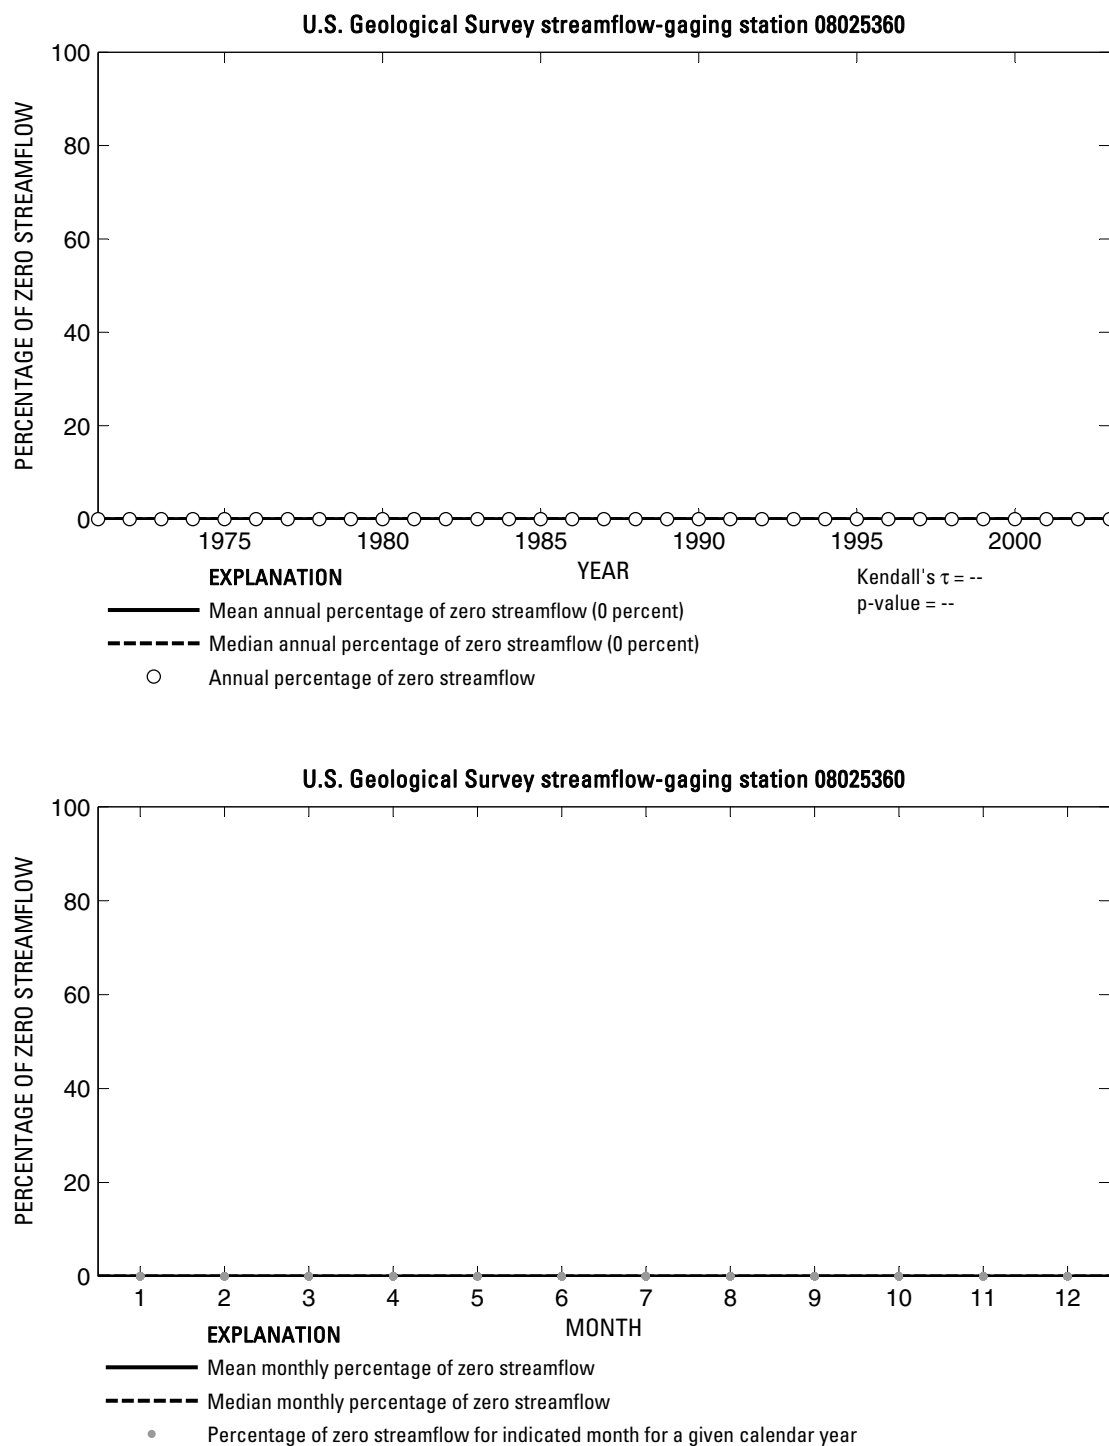 U.S. Geological Survey streamflow-gaging station 08025360
PERCENTAGE OF ZERO STREAMFLOW
100
80
60
40
20
0
1975 1980 1985 1990 1995 2000
YEAR
EXPLANATION
Mean annual percentage of zero streamflow (0 percent)
Median annual percentage of zero streamflow (0 percent)
Annual percentage of zero streamflow
Kendall's τ = --
p-value = --
U.S. Geological Survey streamflow-gaging station 08025360
PERCENTAGE OF ZERO STREAMFLOW
100
80
60
40
20
0
1 2 3 4 5 6 7 8 9 10 11 12
MONTH
EXPLANATION
Mean monthly percentage of zero streamflow
Median monthly percentage of zero streamflow
Percentage of zero streamflow for indicated month for a given calendar year